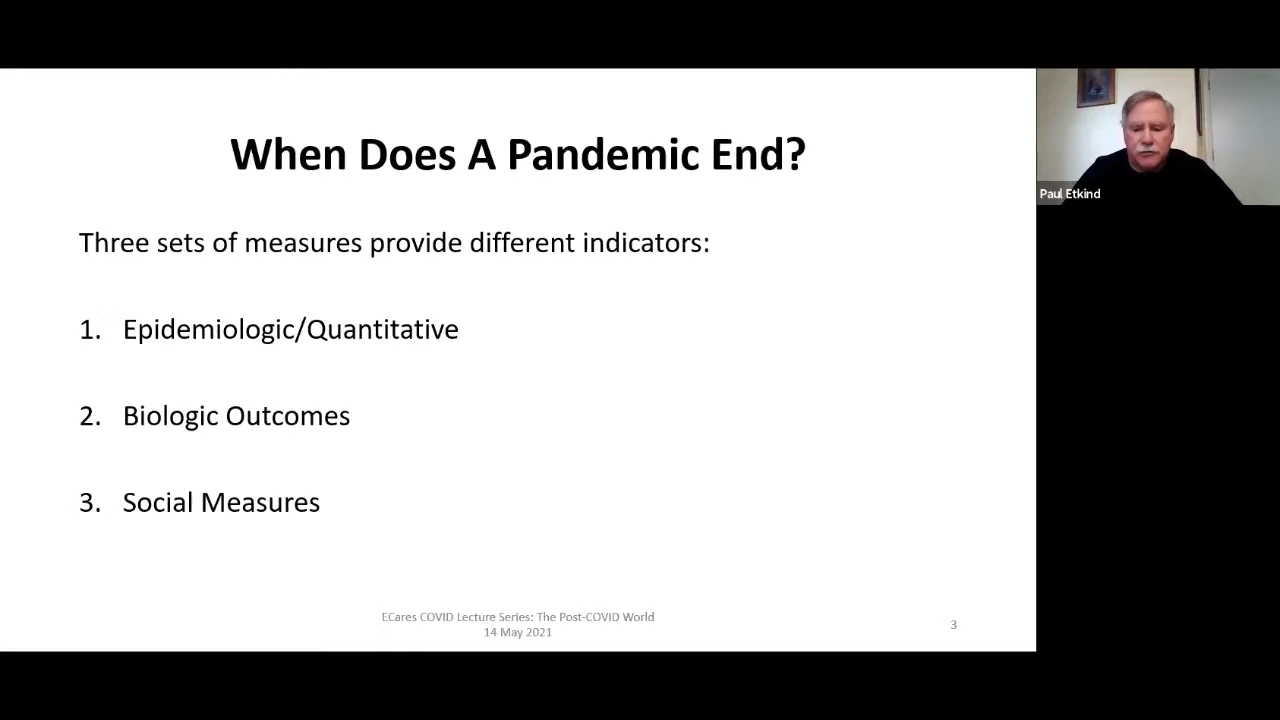 When Does A Pandemic End?
Three sets of measures provide different indicators:
1. Epidemiologic/Quantitative
2. Biologic Outcomes
3. Social Measures
ECares COVID Lecture Series: The Post-COVID World
14 May 2021
3
Paul Etkind